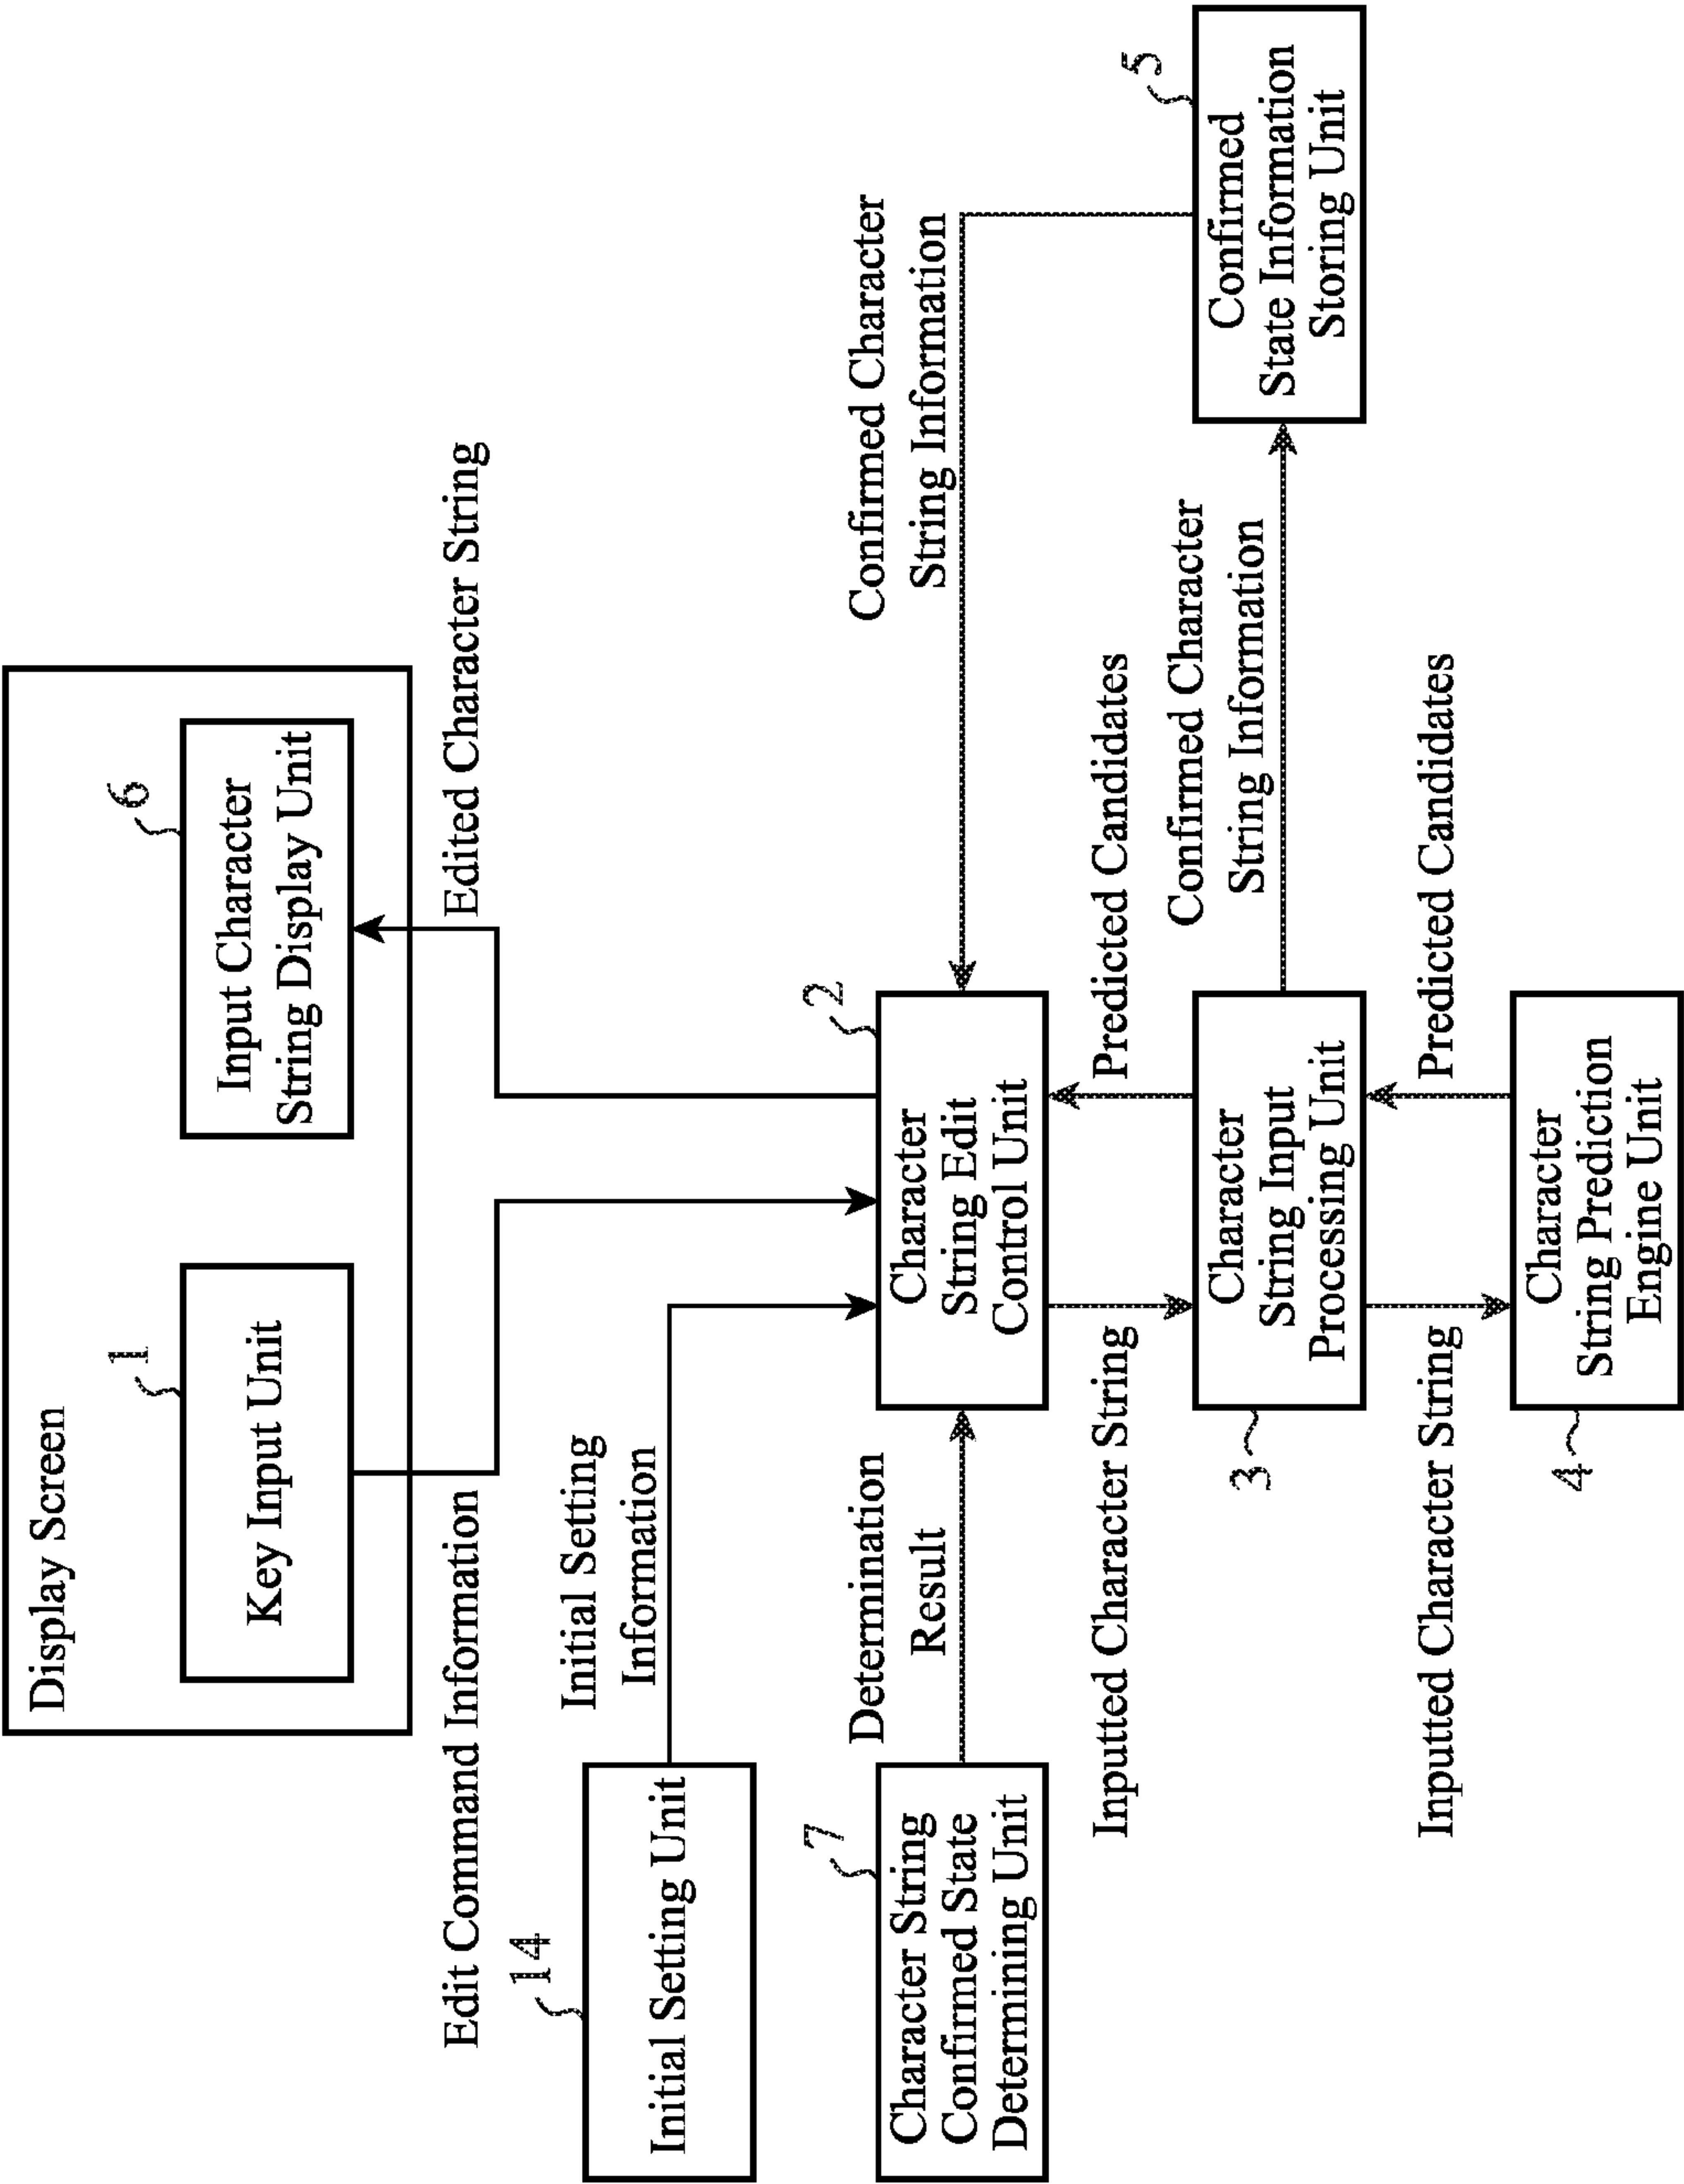 Display Screen
1
Key Input Unit
6
Input Character
String Display Unit
Edit Command Information
Edited Character String
14
Initial Setting Unit
Initial Setting
Information
7
Character String
Confirmed State
Determining Unit
Determination
Result
2
Character
String Edit
Control Unit
Confirmed Character
String Information
Inputted Character String
Predicted Candidates
3
Character
String Input
Processing Unit
Confirmed Character
String Information
5
Confirmed
State Information
Storing Unit
Inputted Character String
Predicted Candidates
4
Character
String Prediction
Engine Unit